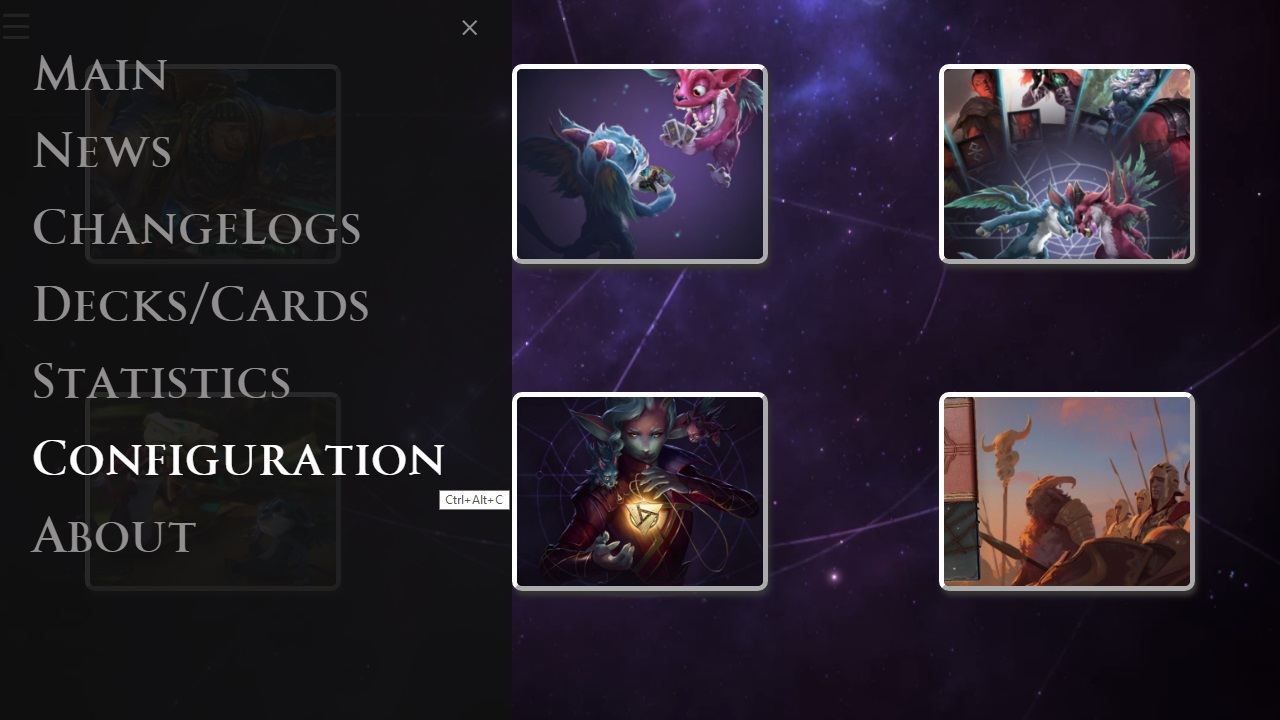 Main
News
ChangeLogs
Decks/Cards
Statistics
Configuration
Ctrl+Alt+C
About